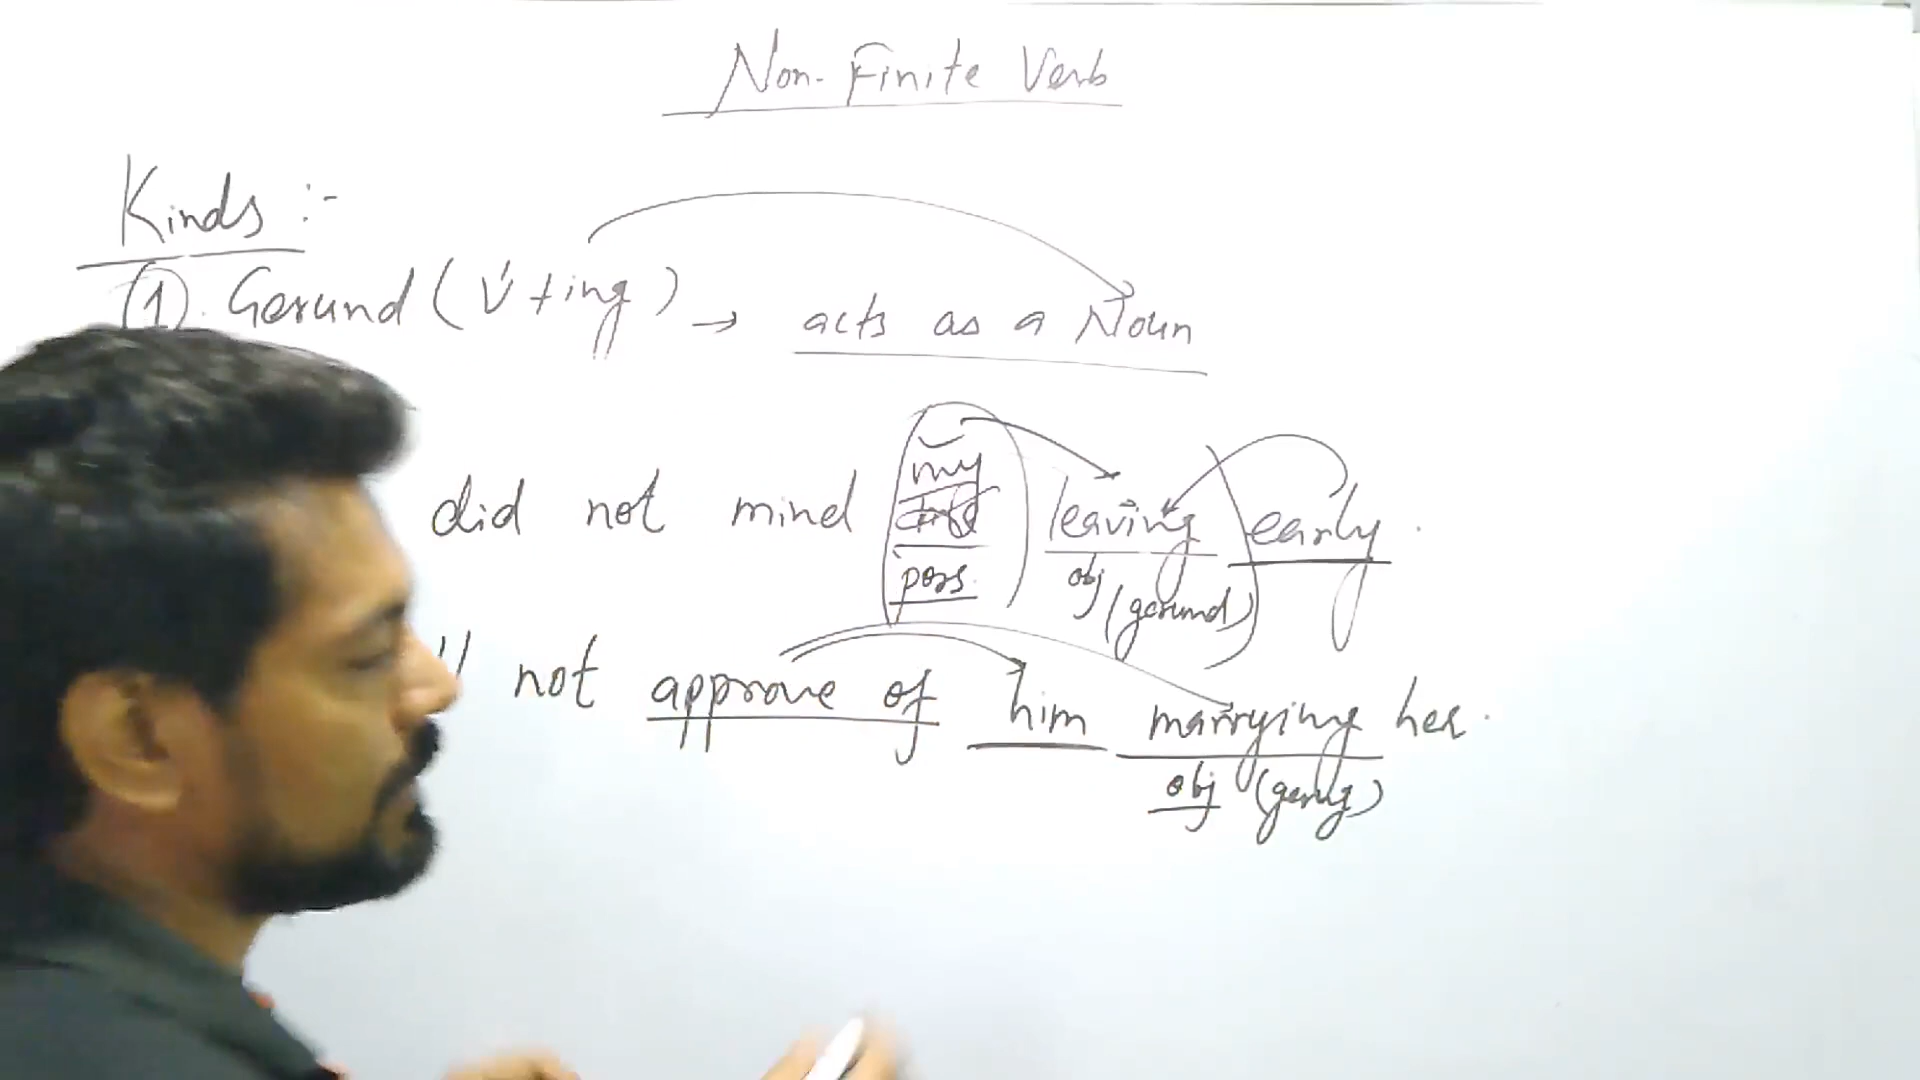 Non-Finite Verb
Kinds :-
(1). Gerund (V+ing) → acts as a Noun
my
did not mind leaving early.
poss. obj (gerund)
not approve of him marrying her.
obj (gerug)